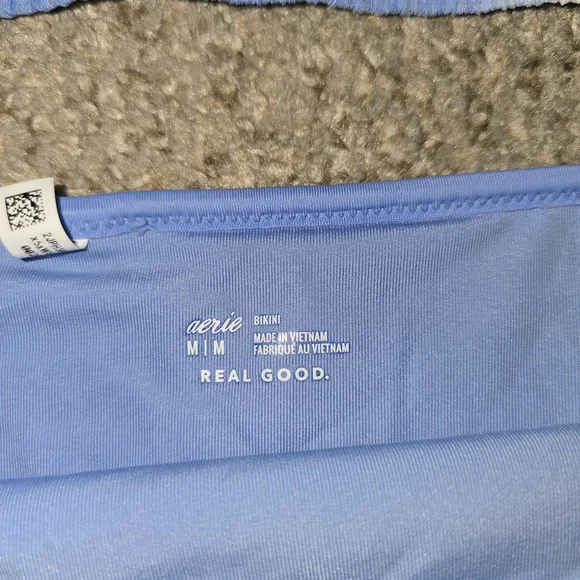 aerie BIKINI
M|M MADE IN VIETNAM
FABRIQUÉ AU VIETNAM
REAL GOOD.